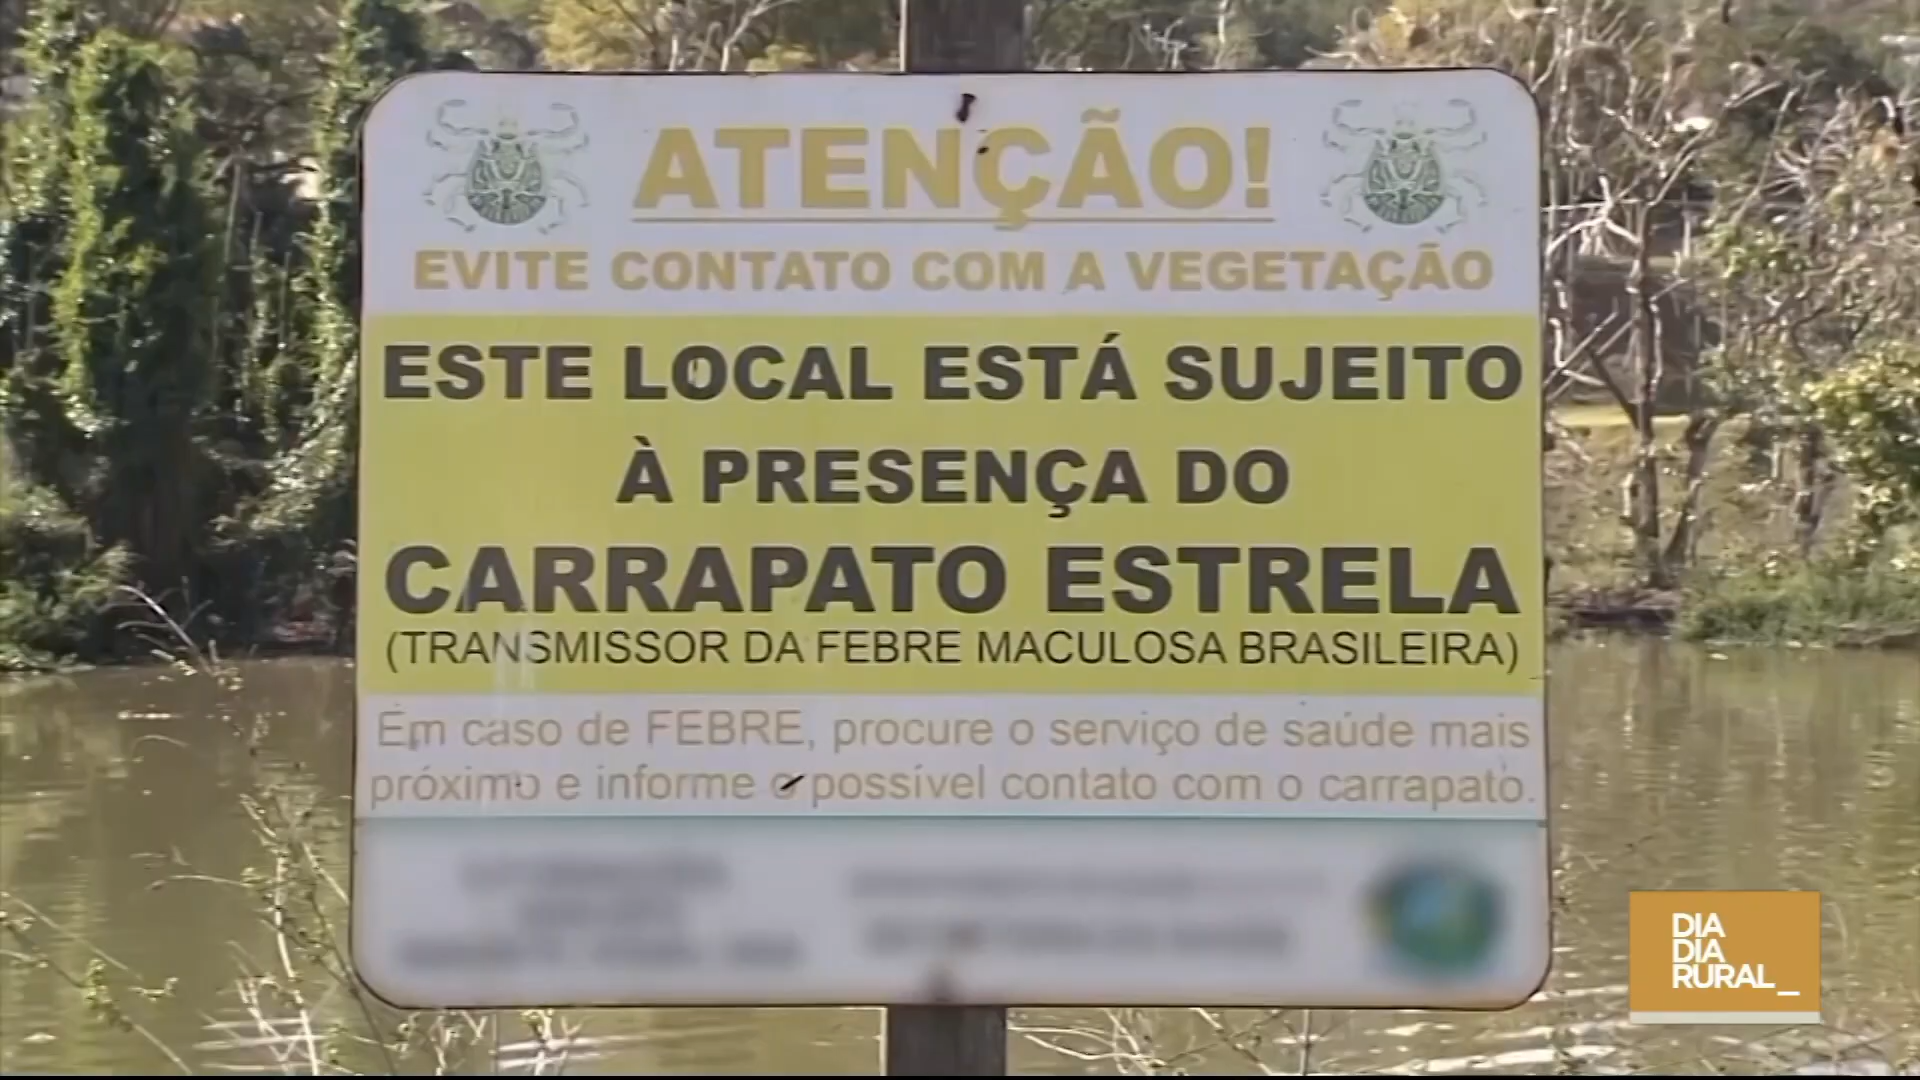 ATENÇÃO!
EVITE CONTATO COM A VEGETAÇÃO
ESTE LOCAL ESTÁ SUJEITO
À PRESENÇA DO
CARRAPATO ESTRELA
(TRANSMISSOR DA FEBRE MACULOSA BRASILEIRA)
Em caso de FEBRE, procure o serviço de saúde mais
próximo e informe o possível contato com o carrapato.
DIA
DIA
RURAL_